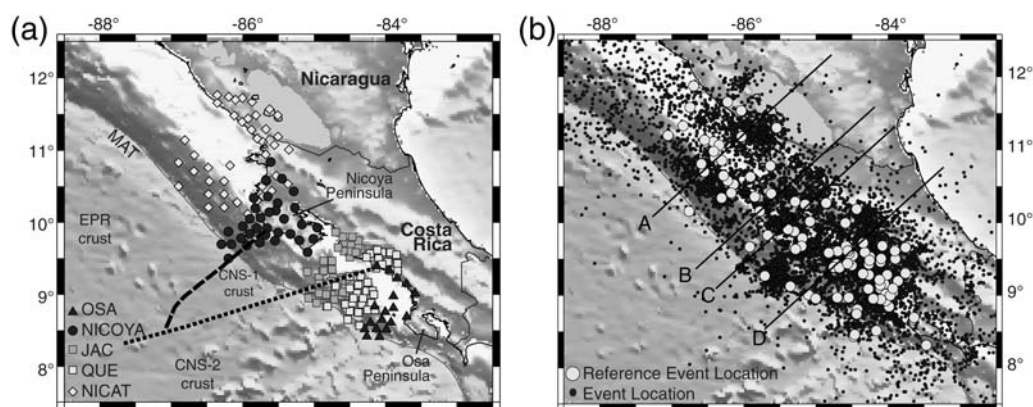 (a)
-88° -86° -84°
12°
11°
10°
9°
8°
Nicaragua
MAT
Nicoya
Peninsula
EPR
crust
Costa
Rica
CNS-1
crust
OSA
NICOYA
JAC
QUE
NICAT
CNS-2
crust
Osa
Peninsula
(b)
-88° -86° -84°
12°
11°
10°
9°
8°
A
B
C
D
Reference Event Location
Event Location